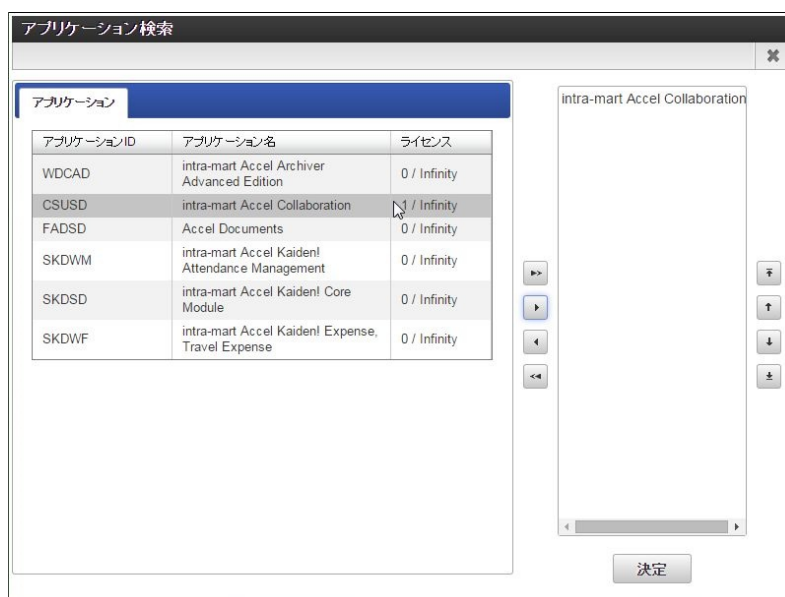 アプリケーション検索
アプリケーション
アプリケーションID アプリケーション名 ライセンス
WDCAD intra-mart Accel Archiver Advanced Edition 0 / Infinity
CSUSD intra-mart Accel Collaboration 1 / Infinity
FADSD Accel Documents 0 / Infinity
SKDWM intra-mart Accel Kaiden! Attendance Management 0 / Infinity
SKDSD intra-mart Accel Kaiden! Core Module 0 / Infinity
SKDWF intra-mart Accel Kaiden! Expense, Travel Expense 0 / Infinity
intra-mart Accel Collaboration
決定